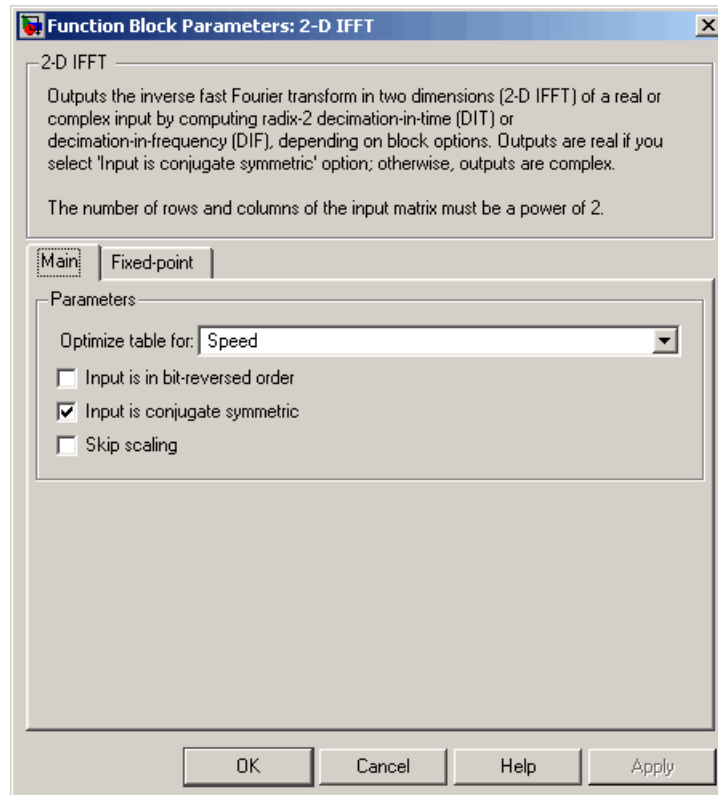 Function Block Parameters: 2-D IFFT
2-D IFFT
Outputs the inverse fast Fourier transform in two dimensions (2-D IFFT) of a real or
complex input by computing radix-2 decimation-in-time (DIT) or
decimation-in-frequency (DIF), depending on block options. Outputs are real if you
select 'Input is conjugate symmetric' option; otherwise, outputs are complex.
The number of rows and columns of the input matrix must be a power of 2.
Main Fixed-point
Parameters
Optimize table for: Speed
Input is in bit-reversed order
Input is conjugate symmetric
Skip scaling
OK Cancel Help Apply